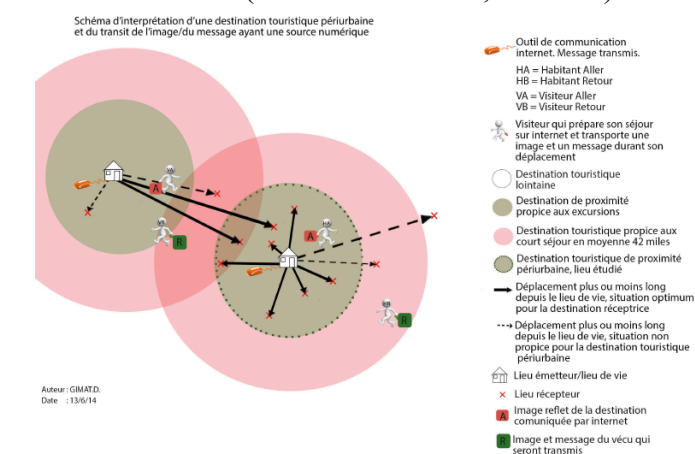 Schéma d'interprétation d'une destination touristique périurbaine
et du transit de l'image/du message ayant une source numérique
Outil de communication
internet. Message transmis.
HA = Habitant Aller
HB = Habitant Retour
VA = Visiteur Aller
VB = Visiteur Retour
Visiteur qui prépare son séjour
sur internet et transporte une
image et un message durant son
déplacement
Destination touristique
lointaine
Destination de proximité
propice aux excursions
Destination touristique propice aux
court séjour en moyenne 42 miles
Destination touristique de proximité
périurbaine, lieu étudié
Déplacement plus ou moins long
depuis le lieu de vie, situation optimum
pour la destination réceptrice
Déplacement plus ou moins long
depuis le lieu de vie, situation non
propice pour la destination touristique
périurbaine
Lieu émetteur/lieu de vie
Lieu récepteur
A Image reflet de la destination
comuniquée par internet
R Image et message du vécu qui
seront transmis
A
R
A
R
Auteur : GIMAT.D.
Date : 13/6/14